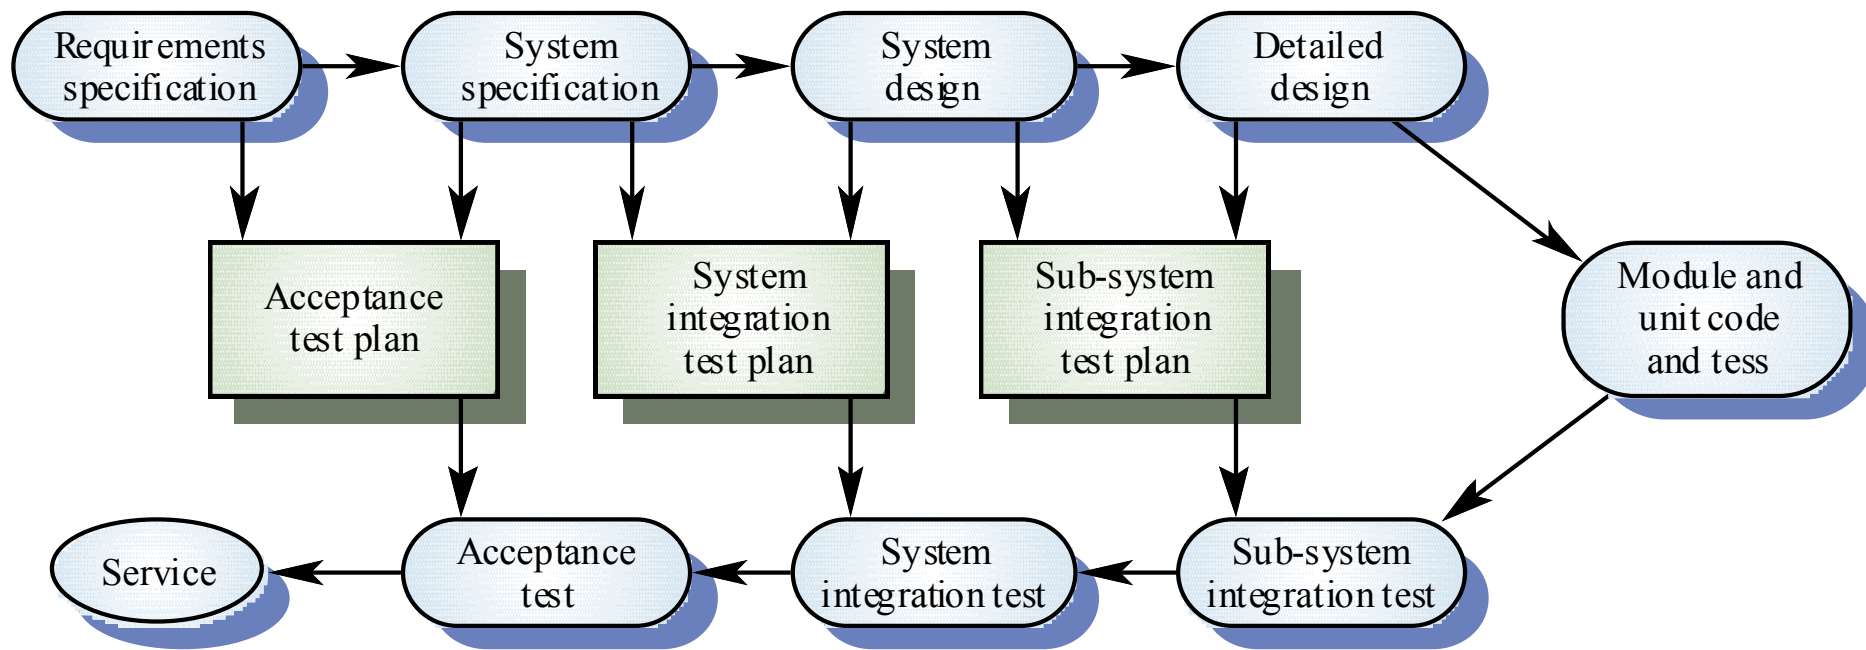 Requirements
specification
System
specification
System
design
Detailed
design
Acceptance
test plan
System
integration
test plan
Sub-system
integration
test plan
Module and
unit code
and tess
Service
Acceptance
test
System
integration test
Sub-system
integration test